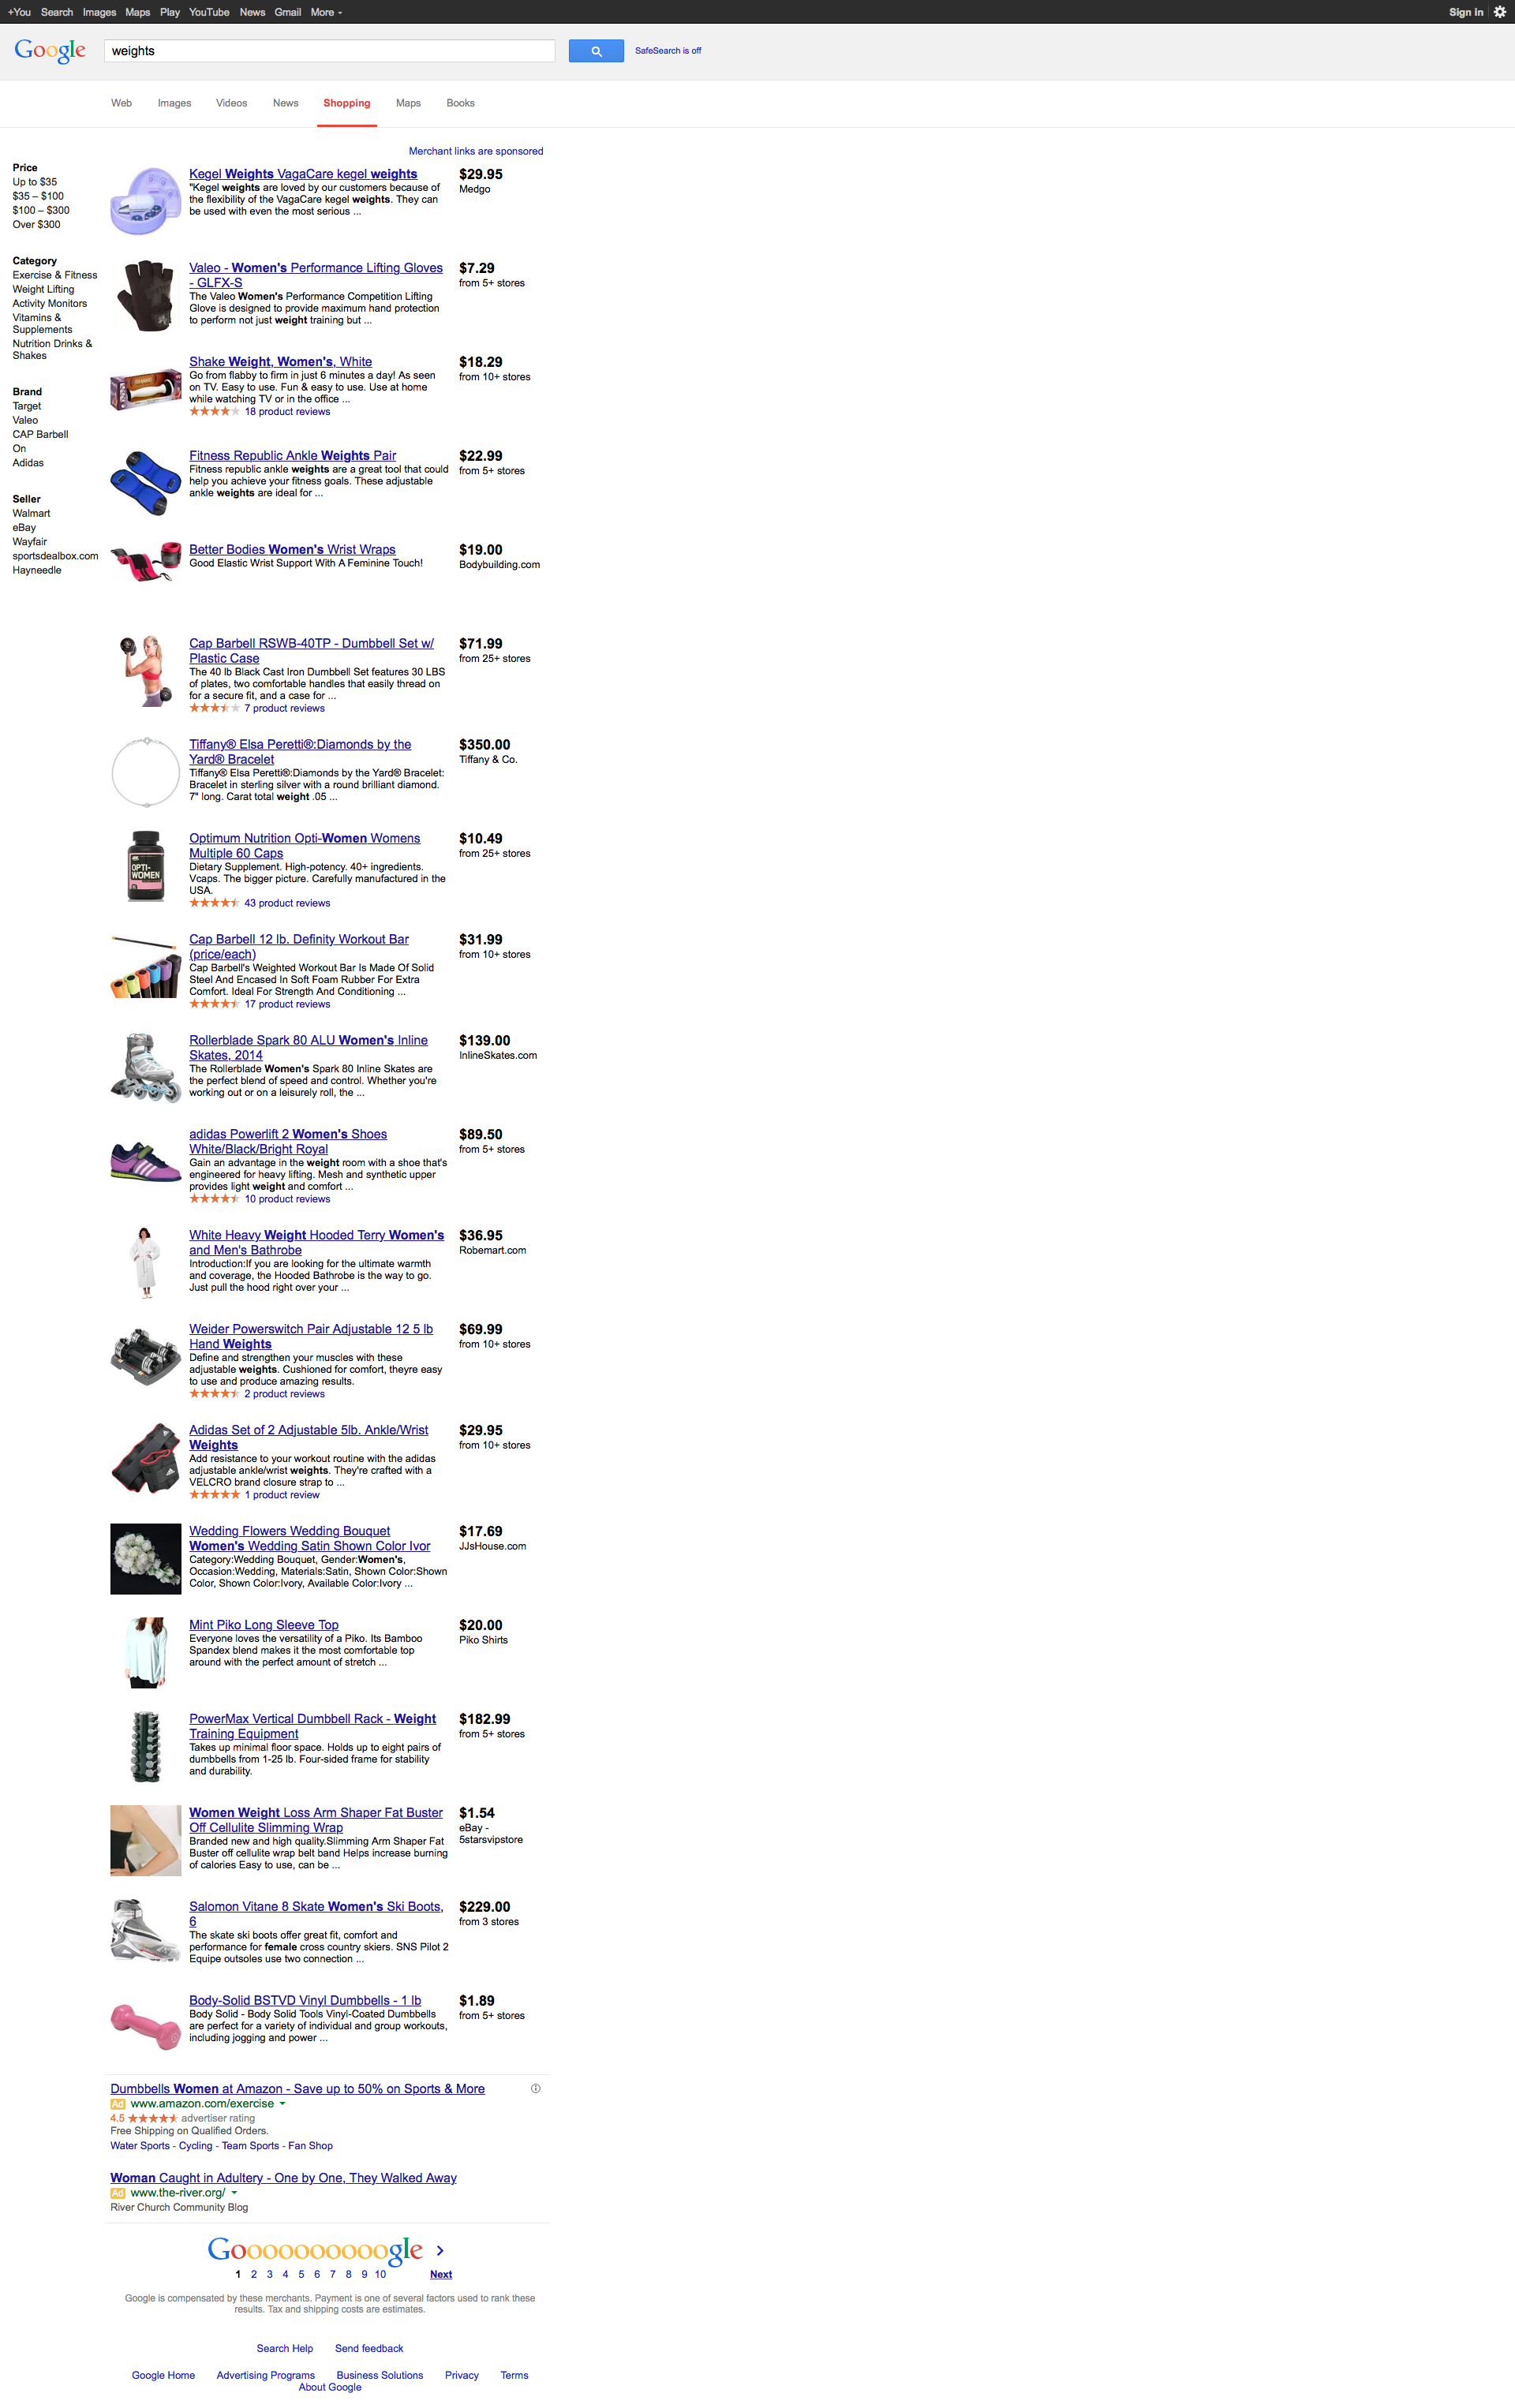 +You Search Images Maps Play YouTube News Gmail More
Sign in
Google
weights
SafeSearch is off
Web Images Videos News Shopping Maps Books
Merchant links are sponsored
Price
Up to $35
$35 – $100
$100 – $300
Over $300
Category
Exercise & Fitness
Weight Lifting
Activity Monitors
Vitamins &
Supplements
Nutrition Drinks &
Shakes
Brand
Target
Valeo
CAP Barbell
On
Adidas
Seller
Walmart
eBay
Wayfair
sportsdealbox.com
Hayneedle
Kegel Weights VagaCare kegel weights
"Kegel weights are loved by our customers because of
the flexibility of the VagaCare kegel weights. They can
be used with even the most serious ...
$29.95
Medgo
Valeo - Women's Performance Lifting Gloves
- GLFX-S
The Valeo Women's Performance Competition Lifting
Glove is designed to provide maximum hand protection
to perform not just weight training but ...
$7.29
from 5+ stores
Shake Weight, Women's, White
Go from flabby to firm in just 6 minutes a day! As seen
on TV. Easy to use. Fun & easy to use. Use at home
while watching TV or in the office ...
18 product reviews
$18.29
from 10+ stores
Fitness Republic Ankle Weights Pair
Fitness republic ankle weights are a great tool that could
help you achieve your fitness goals. These adjustable
ankle weights are ideal for ...
$22.99
from 5+ stores
Better Bodies Women's Wrist Wraps
Good Elastic Wrist Support With A Feminine Touch!
$19.00
Bodybuilding.com
Cap Barbell RSWB-40TP - Dumbbell Set w/
Plastic Case
The 40 lb Black Cast Iron Dumbbell Set features 30 LBS
of plates, two comfortable handles that easily thread on
for a secure fit, and a case for ...
7 product reviews
$71.99
from 25+ stores
Tiffany® Elsa Peretti®:Diamonds by the
Yard® Bracelet
Tiffany® Elsa Peretti®:Diamonds by the Yard® Bracelet:
Bracelet in sterling silver with a round brilliant diamond.
7" long. Carat total weight .05 ...
$350.00
Tiffany & Co.
OPTI-
WOMEN
Optimum Nutrition Opti-Women Womens
Multiple 60 Caps
Dietary Supplement. High-potency. 40+ ingredients.
Vcaps. The bigger picture. Carefully manufactured in the
USA.
43 product reviews
$10.49
from 25+ stores
Cap Barbell 12 lb. Definity Workout Bar
(price/each)
Cap Barbell's Weighted Workout Bar Is Made Of Solid
Steel And Encased In Soft Foam Rubber For Extra
Comfort. Ideal For Strength And Conditioning ...
17 product reviews
$31.99
from 10+ stores
Rollerblade Spark 80 ALU Women's Inline
Skates, 2014
The Rollerblade Women's Spark 80 Inline Skates are
the perfect blend of speed and control. Whether you're
working out or on a leisurely roll, the ...
$139.00
InlineSkates.com
adidas Powerlift 2 Women's Shoes
White/Black/Bright Royal
Gain an advantage in the weight room with a shoe that's
engineered for heavy lifting. Mesh and synthetic upper
provides light weight and comfort ...
10 product reviews
$89.50
from 5+ stores
White Heavy Weight Hooded Terry Women's
and Men's Bathrobe
Introduction:If you are looking for the ultimate warmth
and coverage, the Hooded Bathrobe is the way to go.
Just pull the hood right over your ...
$36.95
Robemart.com
Weider Powerswitch Pair Adjustable 12 5 lb
Hand Weights
Define and strengthen your muscles with these
adjustable weights. Cushioned for comfort, theyre easy
to use and produce amazing results.
2 product reviews
$69.99
from 10+ stores
Adidas Set of 2 Adjustable 5lb. Ankle/Wrist
Weights
Add resistance to your workout routine with the adidas
adjustable ankle/wrist weights. They're crafted with a
VELCRO brand closure strap to ...
1 product review
$29.95
from 10+ stores
Wedding Flowers Wedding Bouquet
Women's Wedding Satin Shown Color Ivor
Category:Wedding Bouquet, Gender:Women's,
Occasion:Wedding, Materials:Satin, Shown Color:Shown
Color, Shown Color:Ivory, Available Color:Ivory ...
$17.69
JJsHouse.com
Mint Piko Long Sleeve Top
Everyone loves the versatility of a Piko. Its Bamboo
Spandex blend makes it the most comfortable top
around with the perfect amount of stretch ...
$20.00
Piko Shirts
PowerMax Vertical Dumbbell Rack - Weight
Training Equipment
Takes up minimal floor space. Holds up to eight pairs of
dumbbells from 1-25 lb. Four-sided frame for stability
and durability.
$182.99
from 5+ stores
Women Weight Loss Arm Shaper Fat Buster
Off Cellulite Slimming Wrap
Branded new and high quality.Slimming Arm Shaper Fat
Buster off cellulite wrap belt band Helps increase burning
of calories Easy to use, can be ...
$1.54
eBay -
5starsvipstore
Salomon Vitane 8 Skate Women's Ski Boots,
6
The skate ski boots offer great fit, comfort and
performance for female cross country skiers. SNS Pilot 2
Equipe outsoles use two connection ...
$229.00
from 3 stores
Body-Solid BSTVD Vinyl Dumbbells - 1 lb
Body Solid - Body Solid Tools Vinyl-Coated Dumbbells
are perfect for a variety of individual and group workouts,
including jogging and power ...
$1.89
from 5+ stores
Dumbbells Women at Amazon - Save up to 50% on Sports & More
Ad www.amazon.com/exercise
4.5 advertiser rating
Free Shipping on Qualified Orders.
Water Sports - Cycling - Team Sports - Fan Shop
Woman Caught in Adultery - One by One, They Walked Away
Ad www.the-river.org/
River Church Community Blog
Goooooooooogle
1 2 3 4 5 6 7 8 9 10 Next
Google is compensated by these merchants. Payment is one of several factors used to rank these
results. Tax and shipping costs are estimates.
Search Help Send feedback
Google Home Advertising Programs Business Solutions Privacy Terms
About Google